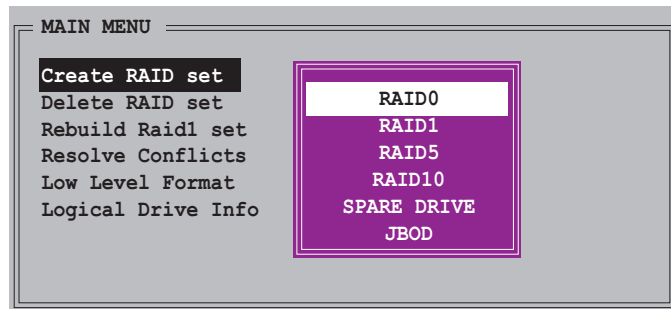 MAIN MENU
Create RAID set
Delete RAID set
Rebuild Raid1 set
Resolve Conflicts
Low Level Format
Logical Drive Info
RAID0
RAID1
RAID5
RAID10
SPARE DRIVE
JBOD